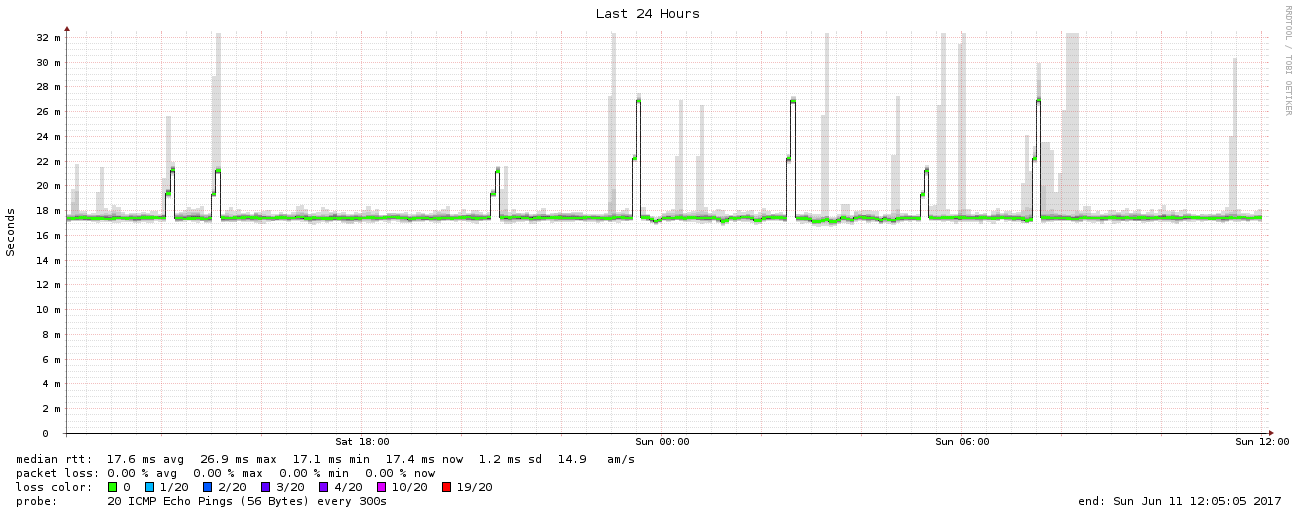 Last 24 Hours
RRDTOOL / TOBI OETIKER
Seconds
32 m
30 m
28 m
26 m
24 m
22 m
20 m
18 m
16 m
14 m
12 m
10 m
8 m
6 m
4 m
2 m
0
Sat 18:00 Sun 00:00 Sun 06:00 Sun 12:00
median rtt: 17.6 ms avg 26.9 ms max 17.1 ms min 17.4 ms now 1.2 ms sd 14.9 am/s
packet loss: 0.00 % avg 0.00 % max 0.00 % min 0.00 % now
loss color: 0 1/20 2/20 3/20 4/20 10/20 19/20
probe: 20 ICMP Echo Pings (56 Bytes) every 300s end: Sun Jun 11 12:05:05 2017